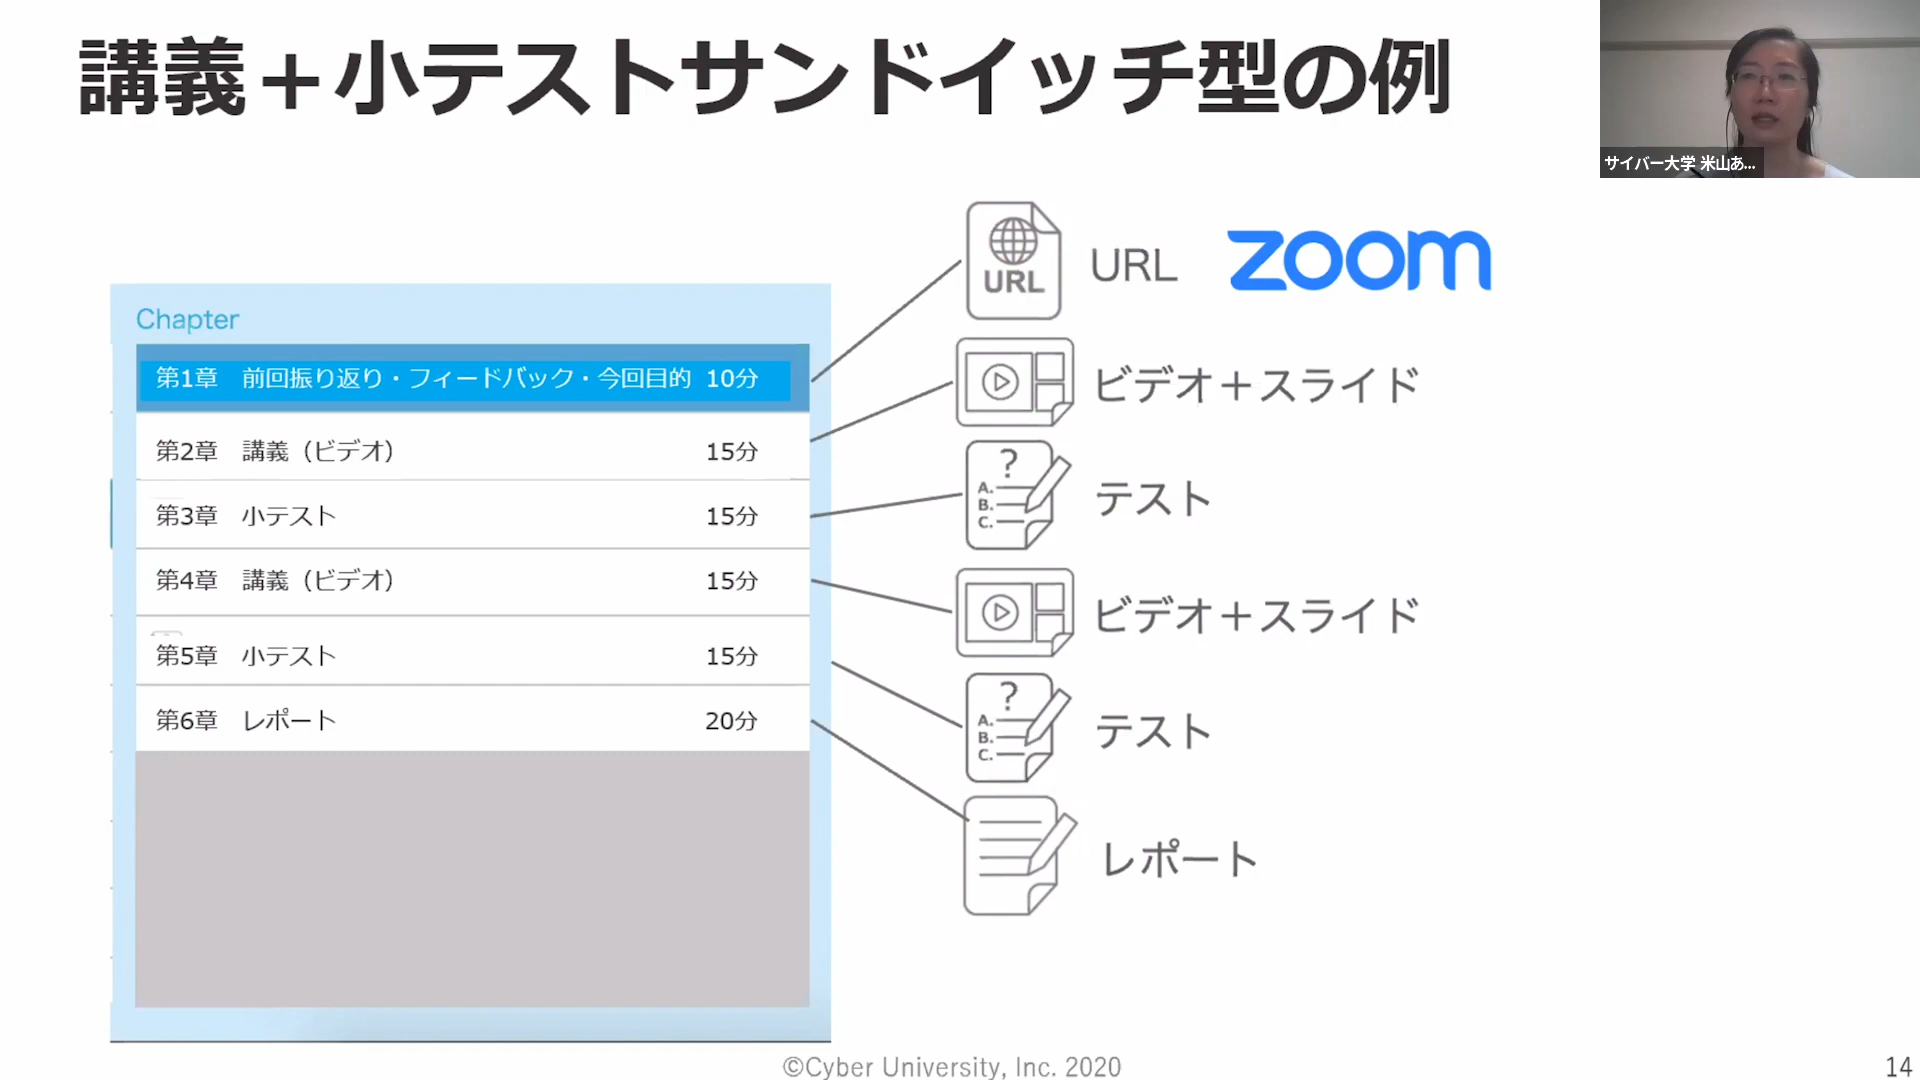 講義＋小テストサンドイッチ型の例
サイバー大学 米山あ...
URL
URL
zoom
Chapter
第1章 前回振り返り・フィードバック・今回目的 10分
ビデオ＋スライド
第2章 講義（ビデオ） 15分
?
A.
B.
C.
テスト
第3章 小テスト 15分
第4章 講義（ビデオ） 15分
ビデオ＋スライド
第5章 小テスト 15分
?
A.
B.
C.
テスト
第6章 レポート 20分
レポート
©Cyber University, Inc. 2020
14